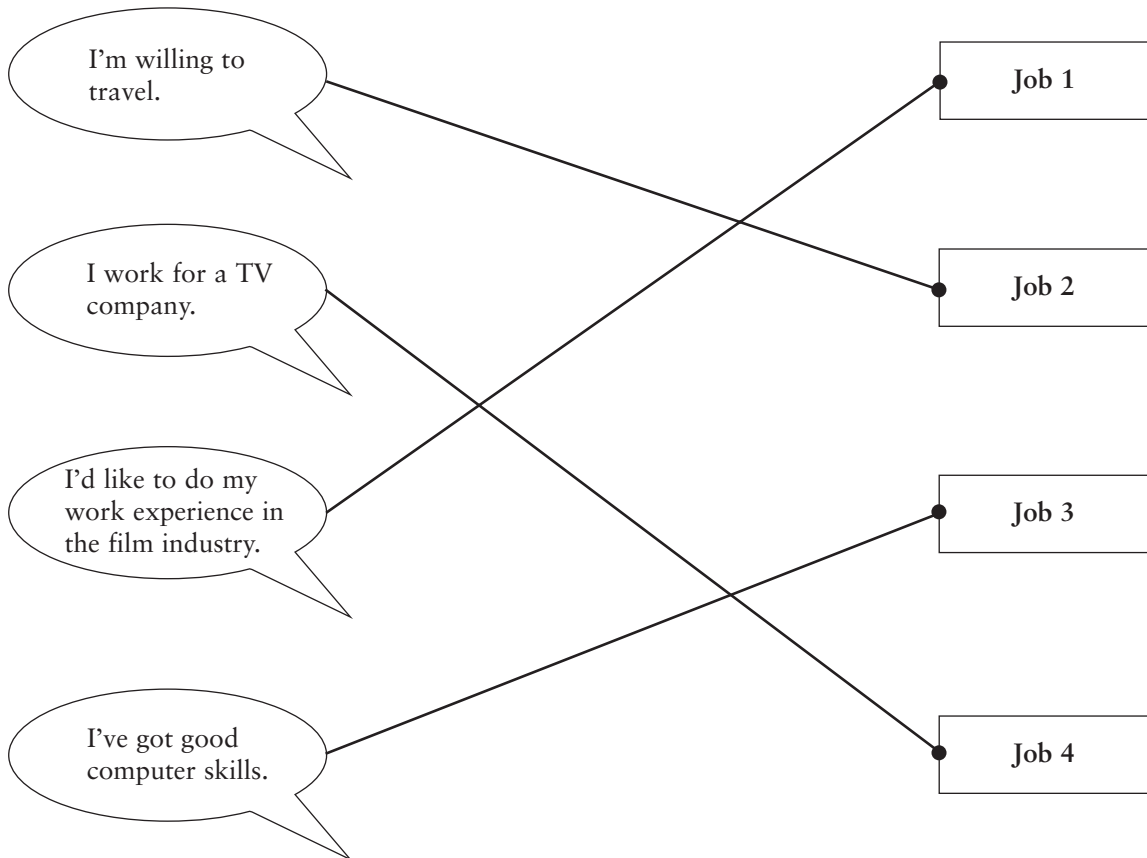 I’m willing to
travel.
Job 1
I work for a TV
company.
Job 2
I’d like to do my
work experience in
the film industry.
Job 3
I’ve got good
computer skills.
Job 4